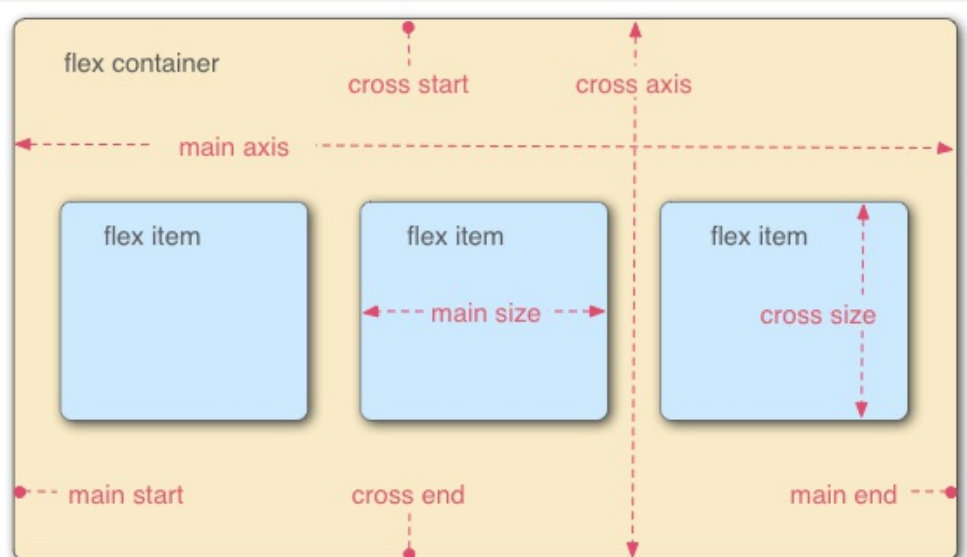 flex container
cross start
cross axis
main axis
flex item
flex item
flex item
main size
cross size
main start
cross end
main end